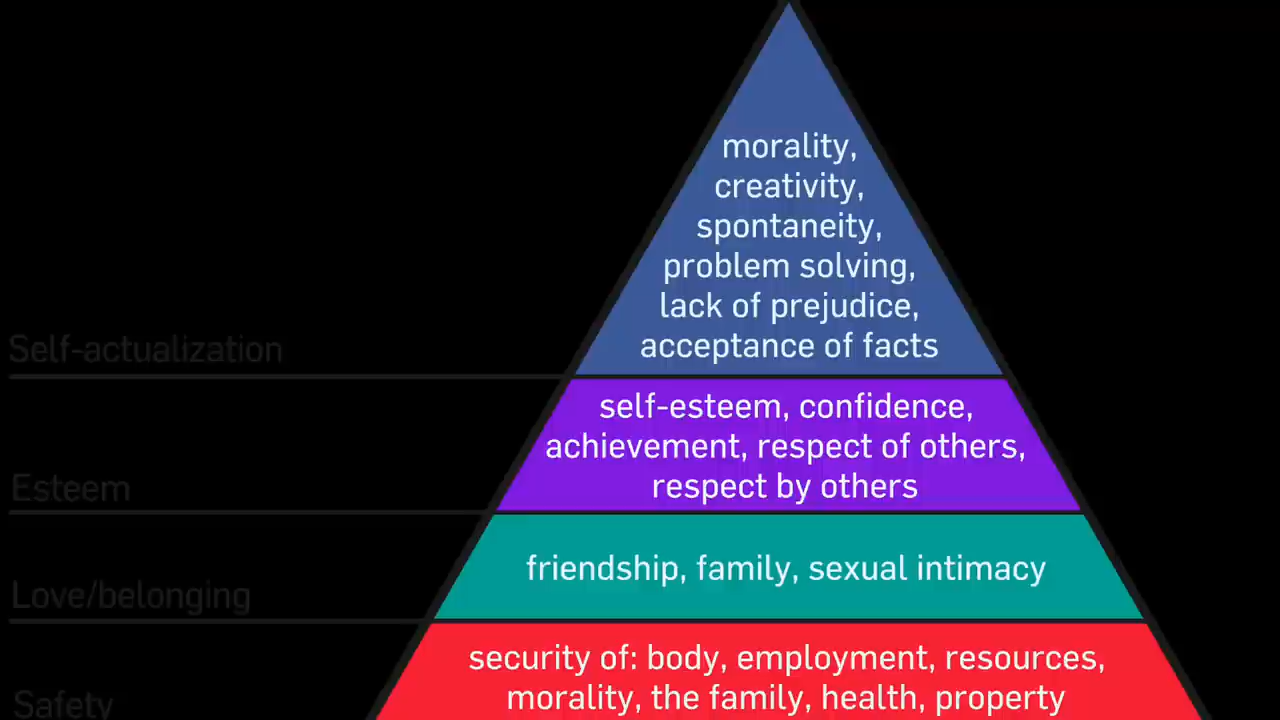 morality,
creativity,
spontaneity,
problem solving,
lack of prejudice,
acceptance of facts
Self-actualization
self-esteem, confidence,
achievement, respect of others,
respect by others
Esteem
friendship, family, sexual intimacy
Love/belonging
security of: body, employment, resources,
morality, the family, health, property
Safety